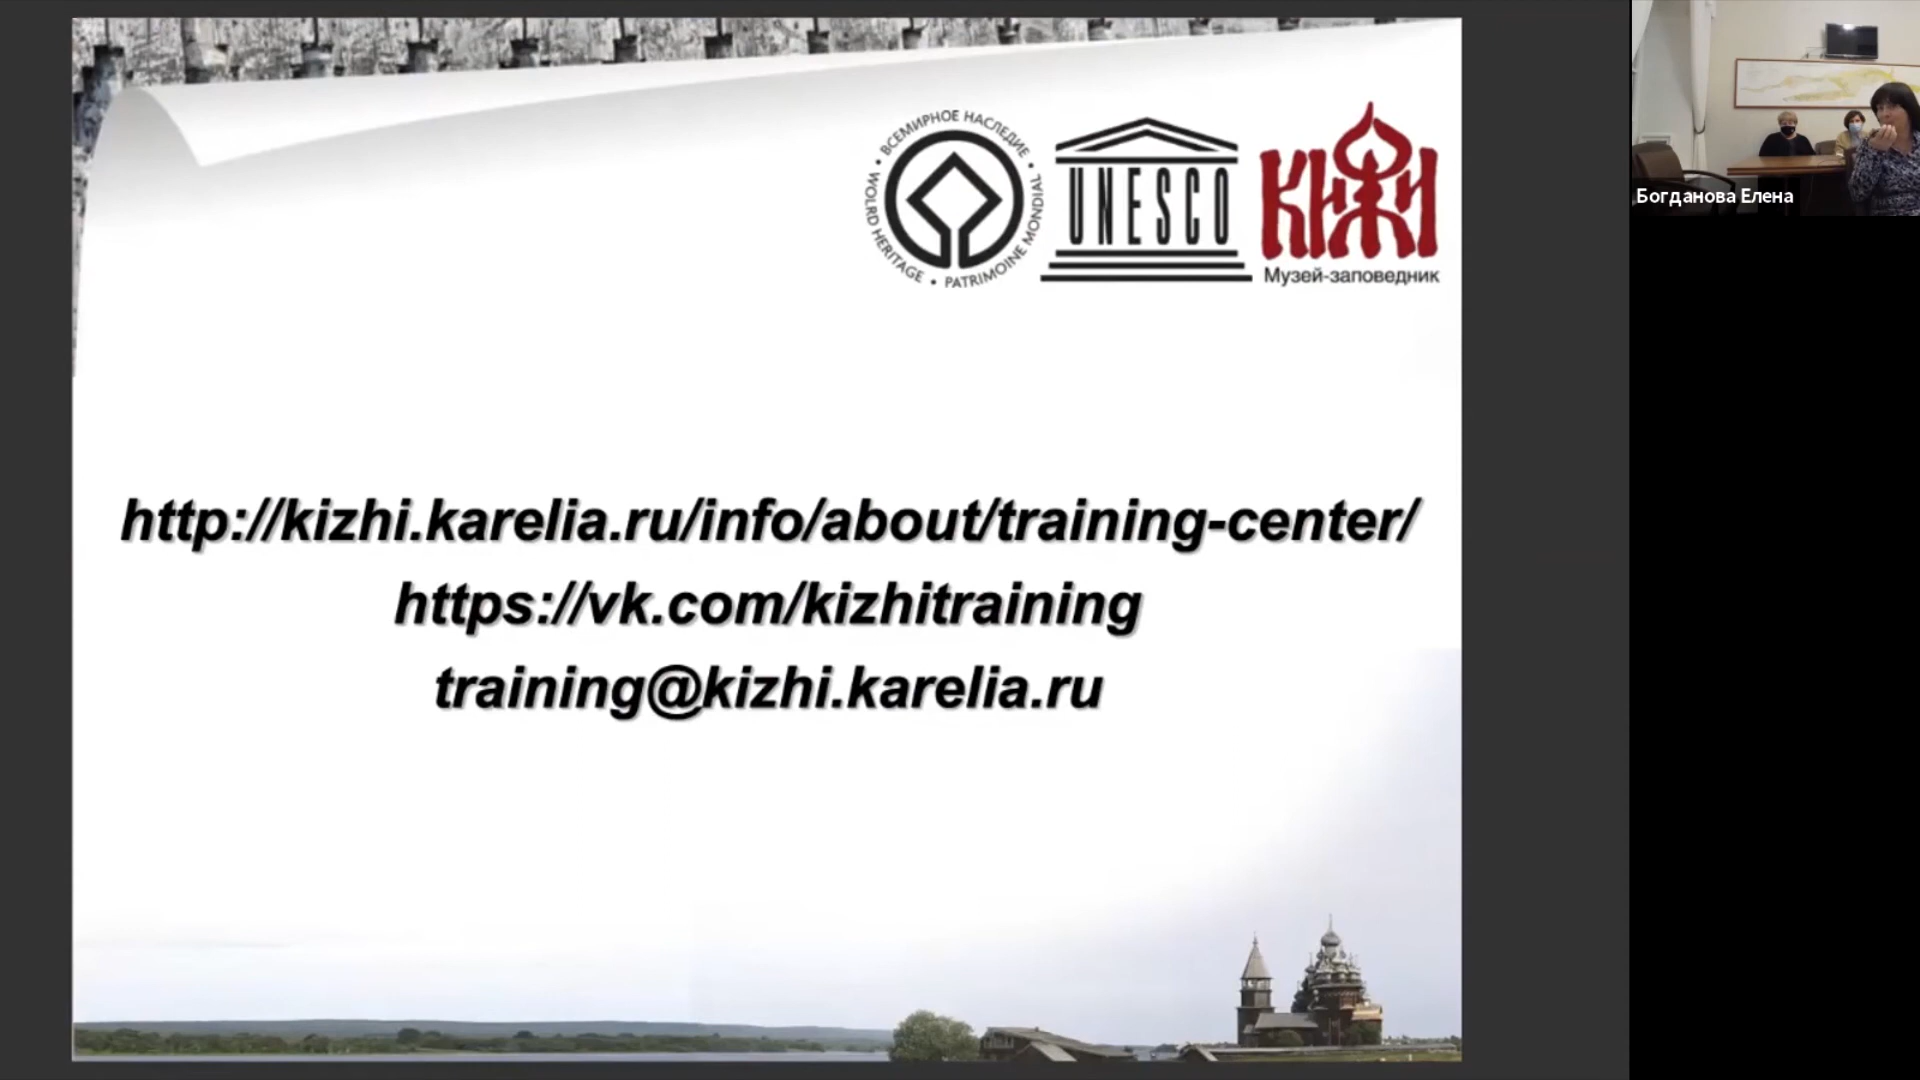 ВСЕМИРНОЕ НАСЛЕДИЕ • WOLRD HERITAGE • PATRIMOINE MONDIAL •
UNESCO
КИЖИ
Музей-заповедник
Богданова Елена
http://kizhi.karelia.ru/info/about/training-center/
https://vk.com/kizhitraining
training@kizhi.karelia.ru